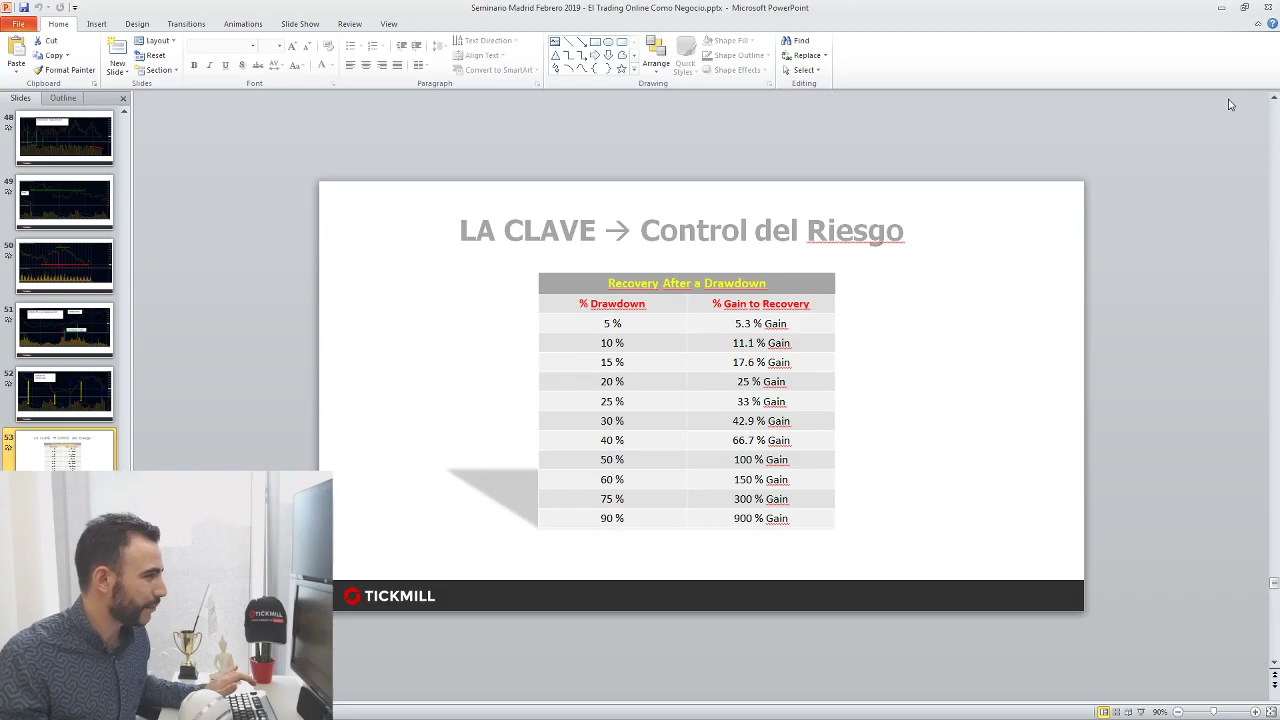 Seminario Madrid Febrero 2019 - El Trading Online Como Negocio.pptx - Microsoft PowerPoint
File Home Insert Design Transitions Animations Slide Show Review View
Paste
Cut
Copy
Format Painter
Clipboard
New Slide
Layout
Reset
Section
Slides
Font
Text Direction
Align Text
Convert to SmartArt
Paragraph
Arrange
Quick Styles
Shape Fill
Shape Outline
Shape Effects
Drawing
Find
Replace
Select
Editing
Slides Outline
48
49
50
51
52
53
LA CLAVE → Control del Riesgo
LA CLAVE → Control del Riesgo
Recovery After a Drawdown
% Drawdown % Gain to Recovery
5 % 5.3 % Gain
10 % 11.1 % Gain
15 % 17.6 % Gain
20 % 25 % Gain
25 % 33 % Gain
30 % 42.9 % Gain
40 % 66.7 % Gain
50 % 100 % Gain
60 % 150 % Gain
75 % 300 % Gain
90 % 900 % Gain
TICKMILL
TICKMILL
90%